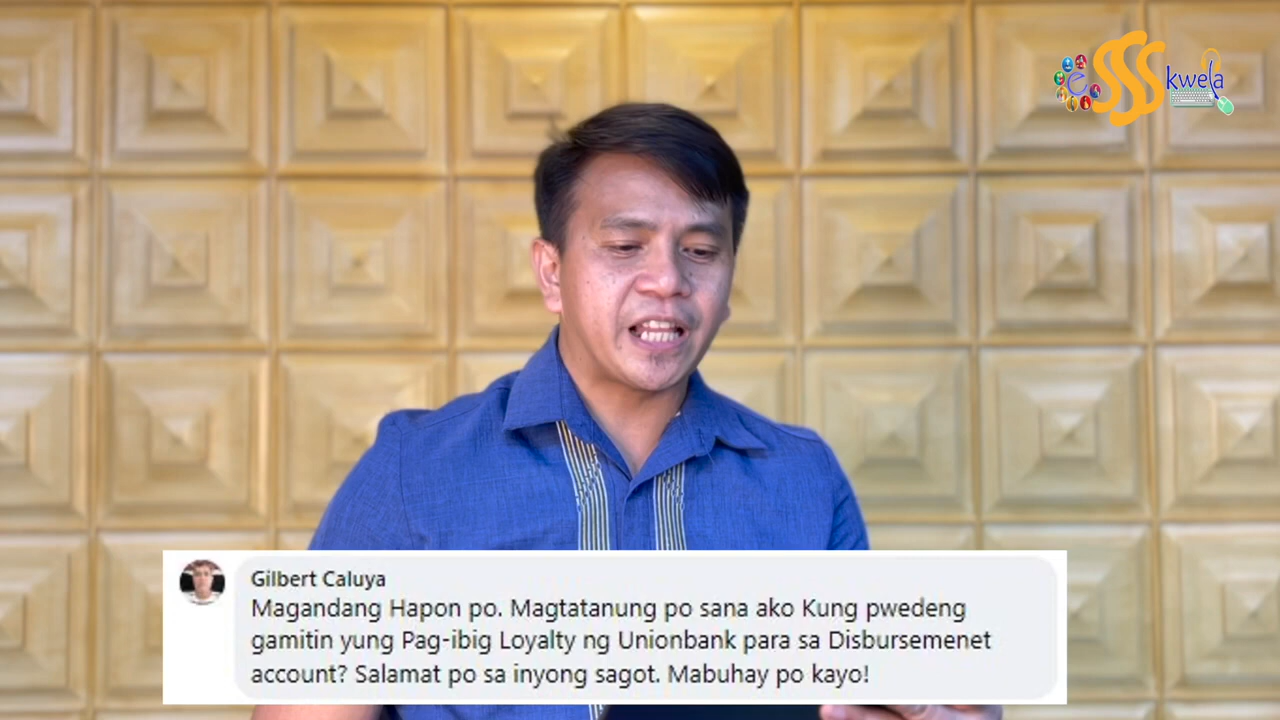 eSSSkwela
Gilbert Caluya
Magandang Hapon po. Magtatanung po sana ako Kung pwedeng
gamitin yung Pag-ibig Loyalty ng Unionbank para sa Disbursemenet
account? Salamat po sa inyong sagot. Mabuhay po kayo!